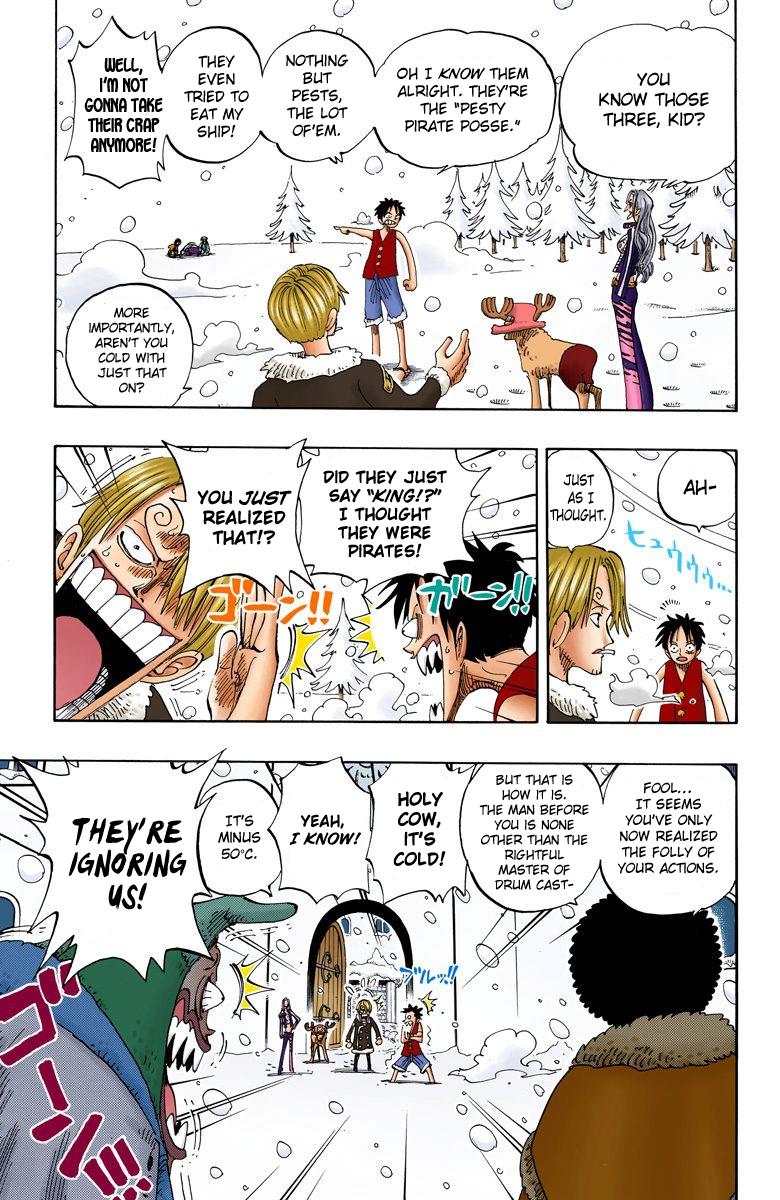 YOU
KNOW THOSE
THREE, KID?
OH I KNOW THEM
ALRIGHT. THEY'RE
THE "PESTY
PIRATE POSSE."
NOTHING
BUT
PESTS,
THE LOT
OF'EM.
THEY
EVEN
TRIED TO
EAT MY
SHIP!
WELL,
I'M NOT
GONNA TAKE
THEIR CRAP
ANYMORE!
MORE
IMPORTANTLY,
AREN'T YOU
COLD WITH
JUST THAT
ON?
AH-
JUST
AS I
THOUGHT.
ヒュウウウ...
DID THEY JUST
SAY "KING!?"
I THOUGHT
THEY WERE
PIRATES!
ガーン!!
YOU JUST
REALIZED
THAT!?
ゴーン!!
FOOL...
IT SEEMS
YOU'VE ONLY
NOW REALIZED
THE FOLLY OF
YOUR ACTIONS.
BUT THAT IS
HOW IT IS.
THE MAN BEFORE
YOU IS NONE
OTHER THAN THE
RIGHTFUL
MASTER OF
DRUM CAST-
HOLY
COW,
IT'S
COLD!
YEAH,
I KNOW!
IT'S
MINUS
50°C.
ブルッ!!
THEY'RE
IGNORING
US!
ゴーン!!